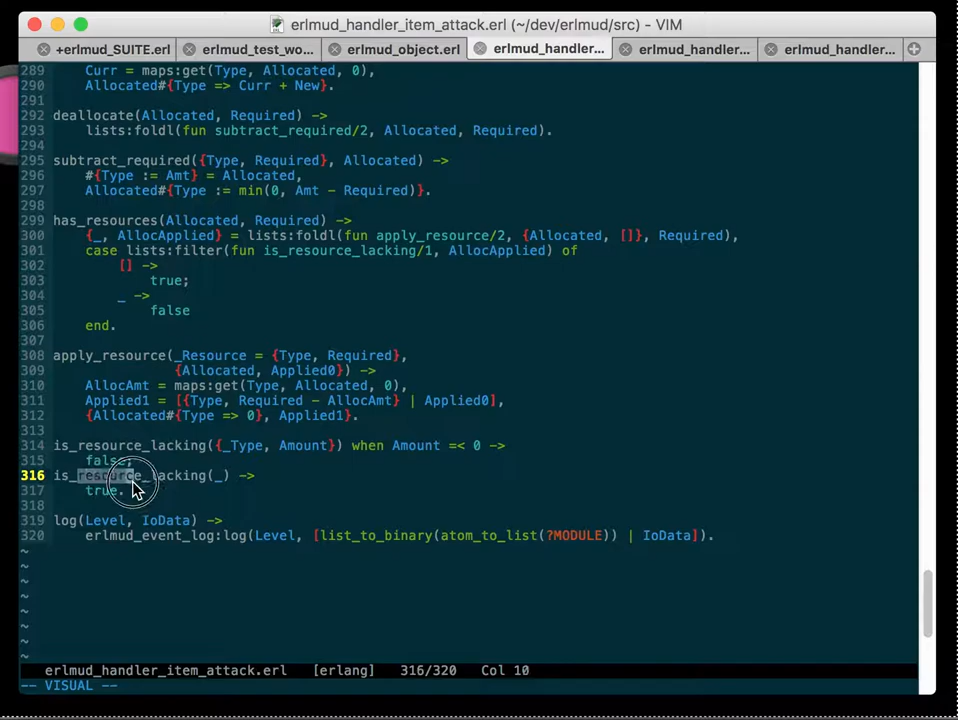 erlmud_handler_item_attack.erl (~/dev/erlmud/src) - VIM
+erlmud_SUITE.erl erlmud_test_wo... erlmud_object.erl erlmud_handler... erlmud_handler... erlmud_handler...
289 Curr = maps:get(Type, Allocated, 0),
290 Allocated#{Type => Curr + New}.
291
292 deallocate(Allocated, Required) ->
293 lists:foldl(fun subtract_required/2, Allocated, Required).
294
295 subtract_required({Type, Required}, Allocated) ->
296 #{Type := Amt} = Allocated,
297 Allocated#{Type := min(0, Amt - Required)}.
298
299 has_resources(Allocated, Required) ->
300 {_, AllocApplied} = lists:foldl(fun apply_resource/2, {Allocated, []}, Required),
301 case lists:filter(fun is_resource_lacking/1, AllocApplied) of
302 [] ->
303 true;
304 _ ->
305 false
306 end.
307
308 apply_resource(_Resource = {Type, Required},
309 {Allocated, Applied0}) ->
310 AllocAmt = maps:get(Type, Allocated, 0),
311 Applied1 = [{Type, Required - AllocAmt} | Applied0],
312 {Allocated#{Type => 0}, Applied1}.
313
314 is_resource_lacking({_Type, Amount}) when Amount =< 0 ->
315 false;
316 is_resource_lacking(_) ->
317 true.
318
319 log(Level, IoData) ->
320 erlmud_event_log:log(Level, [list_to_binary(atom_to_list(?MODULE)) | IoData]).
~
~
~
~
~
~
~
~
erlmud_handler_item_attack.erl [erlang] 316/320 Col 10
-- VISUAL --